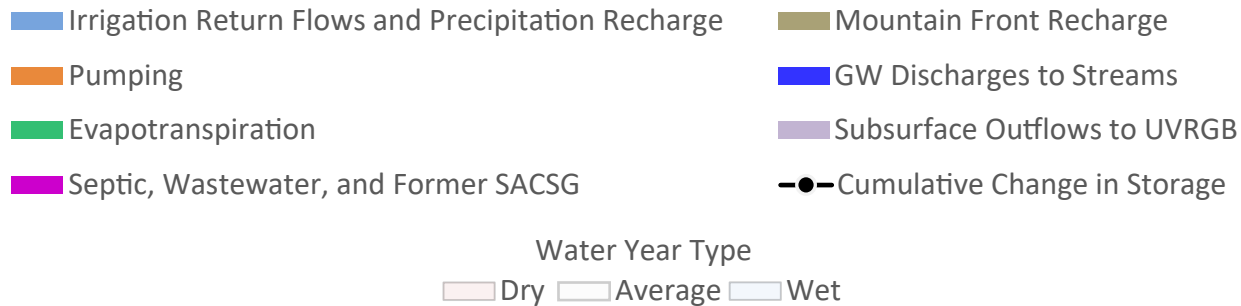 Irrigation Return Flows and Precipitation Recharge
Mountain Front Recharge
Pumping
GW Discharges to Streams
Evapotranspiration
Subsurface Outflows to UVRGB
Septic, Wastewater, and Former SACSG
Cumulative Change in Storage
Water Year Type
Dry Average Wet